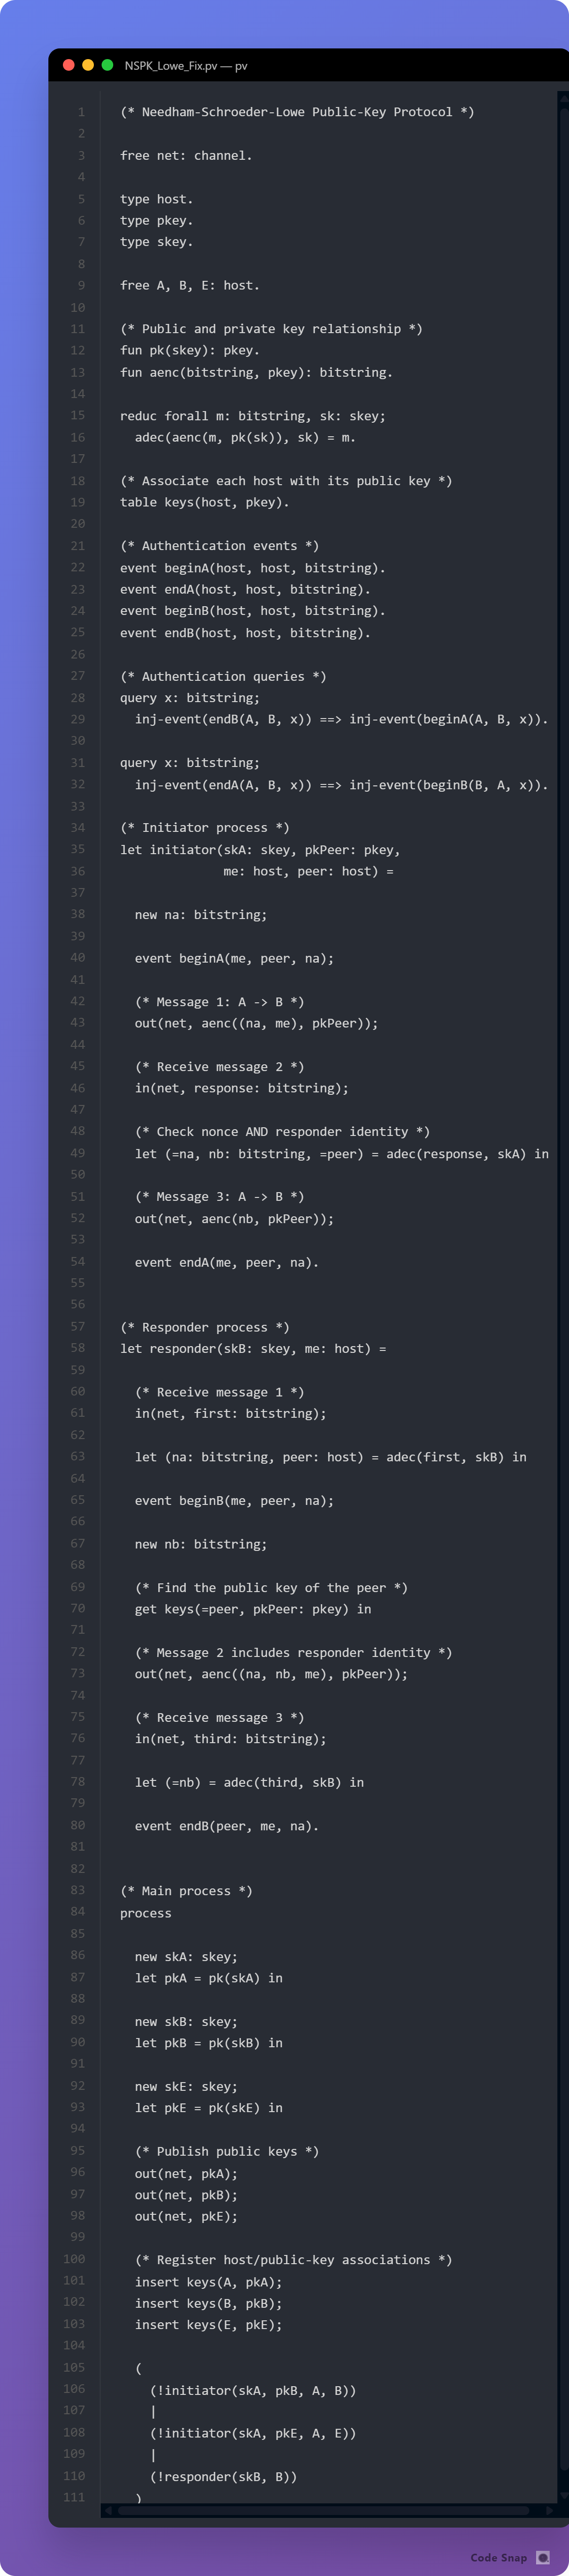 NSPK_Lowe_Fix.pv — pv
1 (* Needham-Schroeder-Lowe Public-Key Protocol *)
2
3 free net: channel.
4
5 type host.
6 type pkey.
7 type skey.
8
9 free A, B, E: host.
10
11 (* Public and private key relationship *)
12 fun pk(skey): pkey.
13 fun aenc(bitstring, pkey): bitstring.
14
15 reduc forall m: bitstring, sk: skey;
16   adec(aenc(m, pk(sk)), sk) = m.
17
18 (* Associate each host with its public key *)
19 table keys(host, pkey).
20
21 (* Authentication events *)
22 event beginA(host, host, bitstring).
23 event endA(host, host, bitstring).
24 event beginB(host, host, bitstring).
25 event endB(host, host, bitstring).
26
27 (* Authentication queries *)
28 query x: bitstring;
29   inj-event(endB(A, B, x)) ==> inj-event(beginA(A, B, x)).
30
31 query x: bitstring;
32   inj-event(endA(A, B, x)) ==> inj-event(beginB(B, A, x)).
33
34 (* Initiator process *)
35 let initiator(skA: skey, pkPeer: pkey,
36               me: host, peer: host) =
37
38   new na: bitstring;
39
40   event beginA(me, peer, na);
41
42   (* Message 1: A -> B *)
43   out(net, aenc((na, me), pkPeer));
44
45   (* Receive message 2 *)
46   in(net, response: bitstring);
47
48   (* Check nonce AND responder identity *)
49   let (=na, nb: bitstring, =peer) = adec(response, skA) in
50
51   (* Message 3: A -> B *)
52   out(net, aenc(nb, pkPeer));
53
54   event endA(me, peer, na).
55
56
57 (* Responder process *)
58 let responder(skB: skey, me: host) =
59
60   (* Receive message 1 *)
61   in(net, first: bitstring);
62
63   let (na: bitstring, peer: host) = adec(first, skB) in
64
65   event beginB(me, peer, na);
66
67   new nb: bitstring;
68
69   (* Find the public key of the peer *)
70   get keys(=peer, pkPeer: pkey) in
71
72   (* Message 2 includes responder identity *)
73   out(net, aenc((na, nb, me), pkPeer));
74
75   (* Receive message 3 *)
76   in(net, third: bitstring);
77
78   let (=nb) = adec(third, skB) in
79
80   event endB(peer, me, na).
81
82
83 (* Main process *)
84 process
85
86   new skA: skey;
87   let pkA = pk(skA) in
88
89   new skB: skey;
90   let pkB = pk(skB) in
91
92   new skE: skey;
93   let pkE = pk(skE) in
94
95   (* Publish public keys *)
96   out(net, pkA);
97   out(net, pkB);
98   out(net, pkE);
99
100   (* Register host/public-key associations *)
101   insert keys(A, pkA);
102   insert keys(B, pkB);
103   insert keys(E, pkE);
104
105   (
106     (!initiator(skA, pkB, A, B))
107     |
108     (!initiator(skA, pkE, A, E))
109     |
110     (!responder(skB, B))
111   )
Code Snap